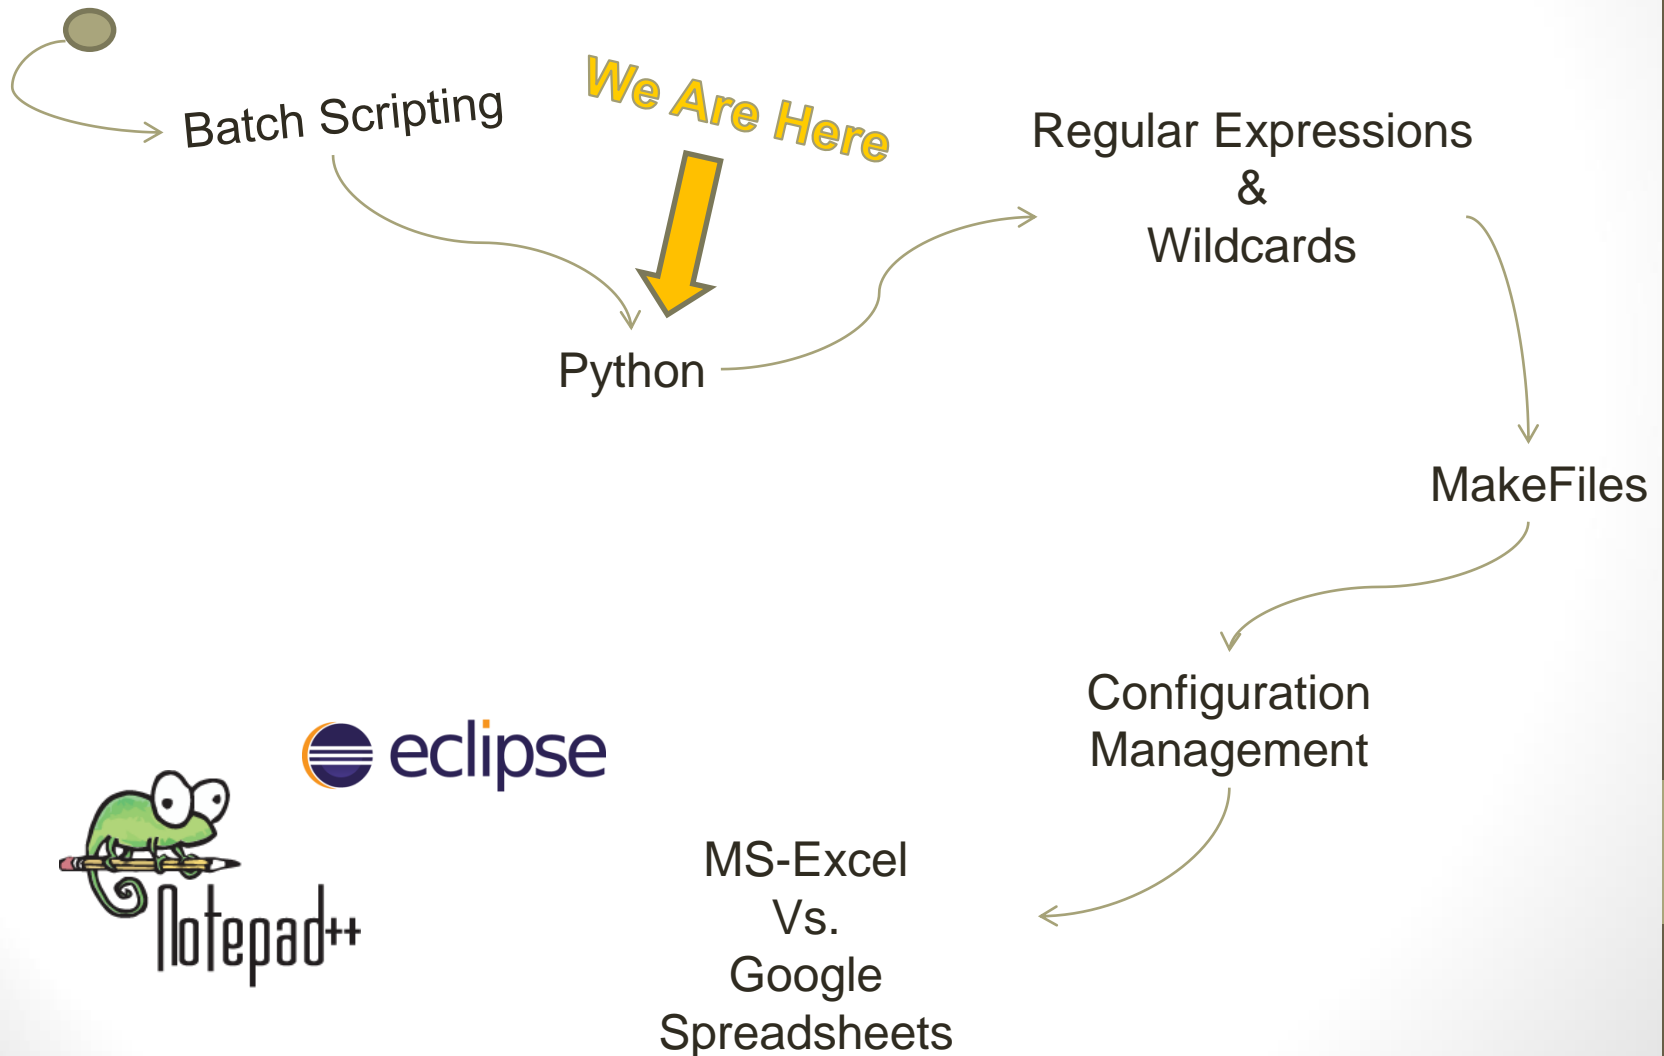 Batch Scripting
We Are Here
Regular Expressions
&
Wildcards
Python
MakeFiles
Configuration
Management
eclipse
Notepad++
MS-Excel
Vs.
Google
Spreadsheets